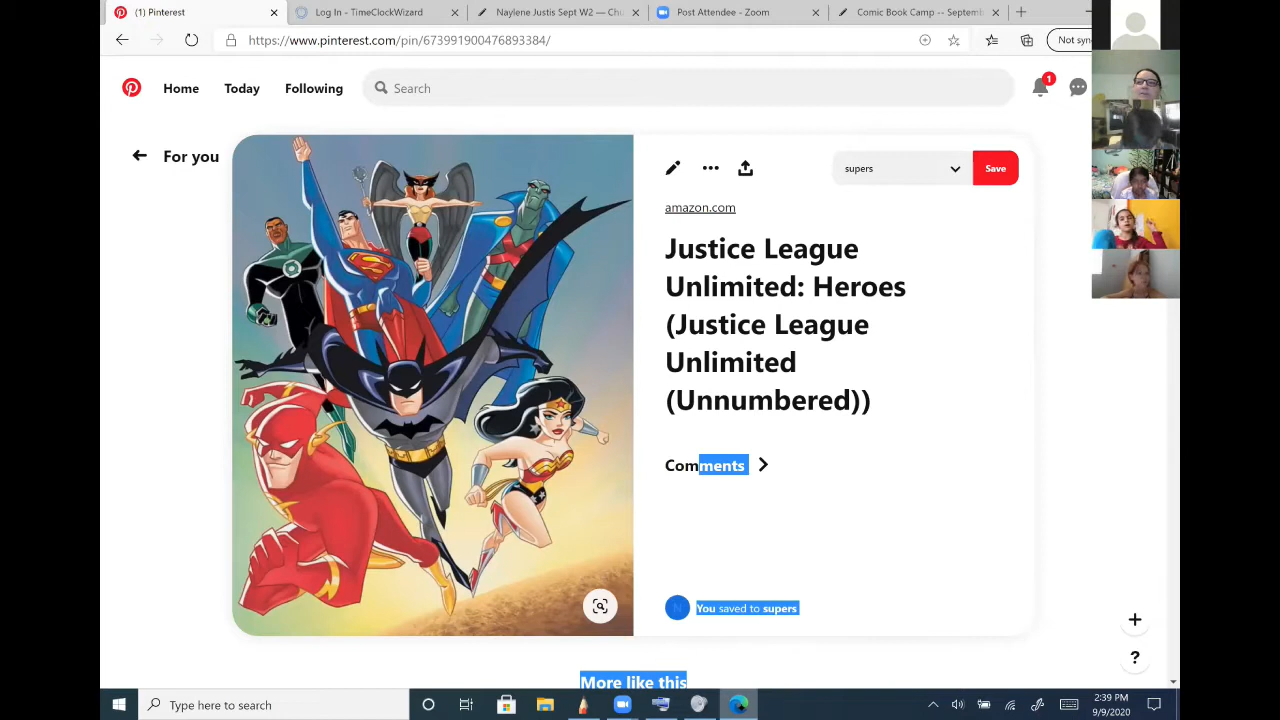 (1) Pinterest
Log In - TimeClockWizard
Naylene Justis Sept W2 — Chu
Post Attendee - Zoom
Comic Book Camp -- Septemb
https://www.pinterest.com/pin/673991900476893384/
Not sync
Home
Today
Following
Search
1
For you
supers
Save
amazon.com
Justice League
Unlimited: Heroes
(Justice League
Unlimited
(Unnumbered))
Comments
N
You saved to supers
More like this
+
?
Type here to search
2:39 PM
9/9/2020